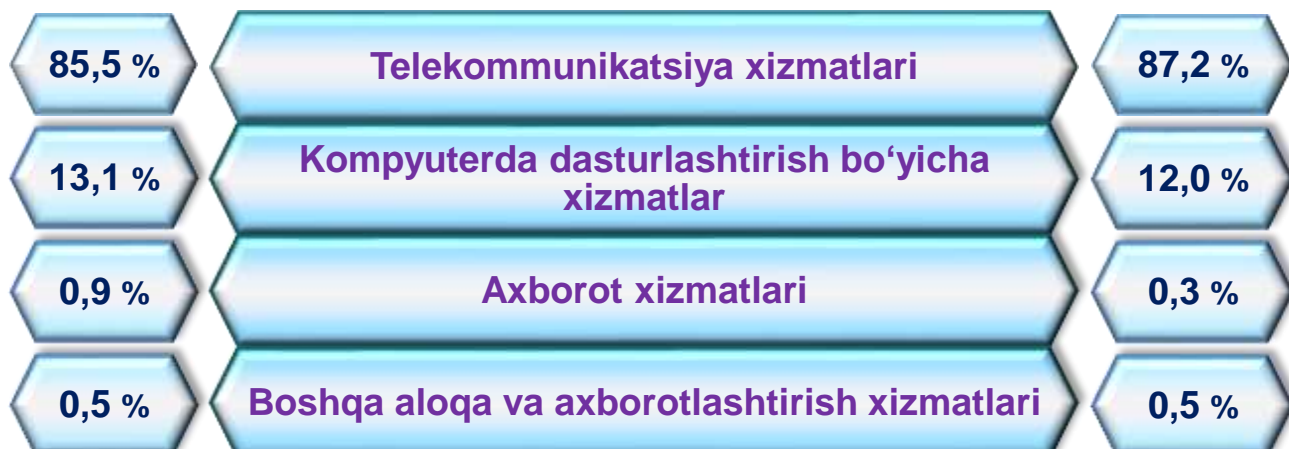 85,5 %
Telekommunikatsiya xizmatlari
87,2 %
13,1 %
Kompyuterda dasturlashtirish bo‘yicha
xizmatlar
12,0 %
0,9 %
Axborot xizmatlari
0,3 %
0,5 %
Boshqa aloqa va axborotlashtirish xizmatlari
0,5 %